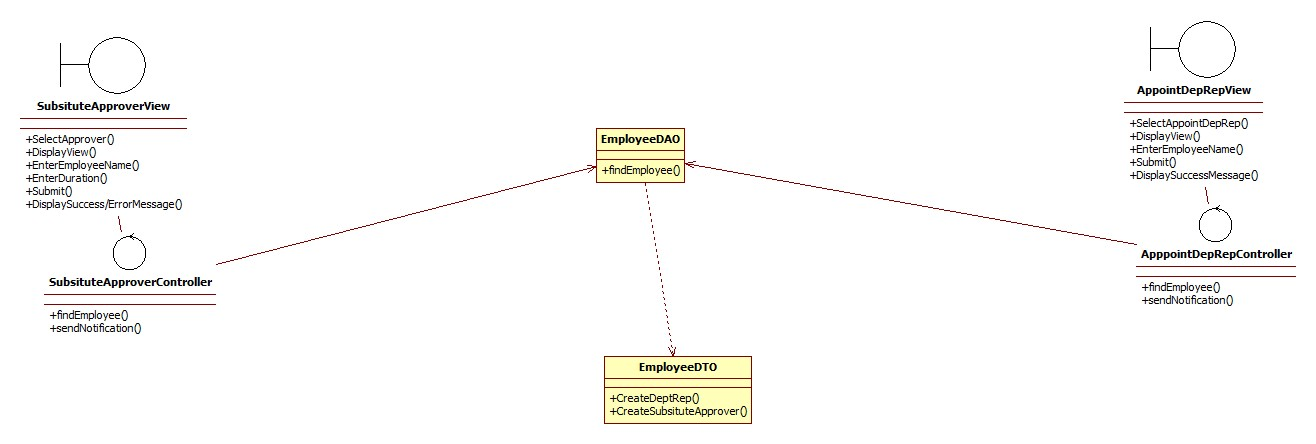 SubsituteApproverView
+SelectApprover()
+DisplayView()
+EnterEmployeeName()
+EnterDuration()
+Submit()
+DisplaySuccess/ErrorMessage()
SubsituteApproverController
+findEmployee()
+sendNotification()
EmployeeDAO
+findEmployee()
EmployeeDTO
+CreateDeptRep()
+CreateSubsituteApprover()
AppointDepRepView
+SelectAppointDepRep()
+DisplayView()
+EnterEmployeeName()
+Submit()
+DisplaySuccessMessage()
ApppointDepRepController
+findEmployee()
+sendNotification()